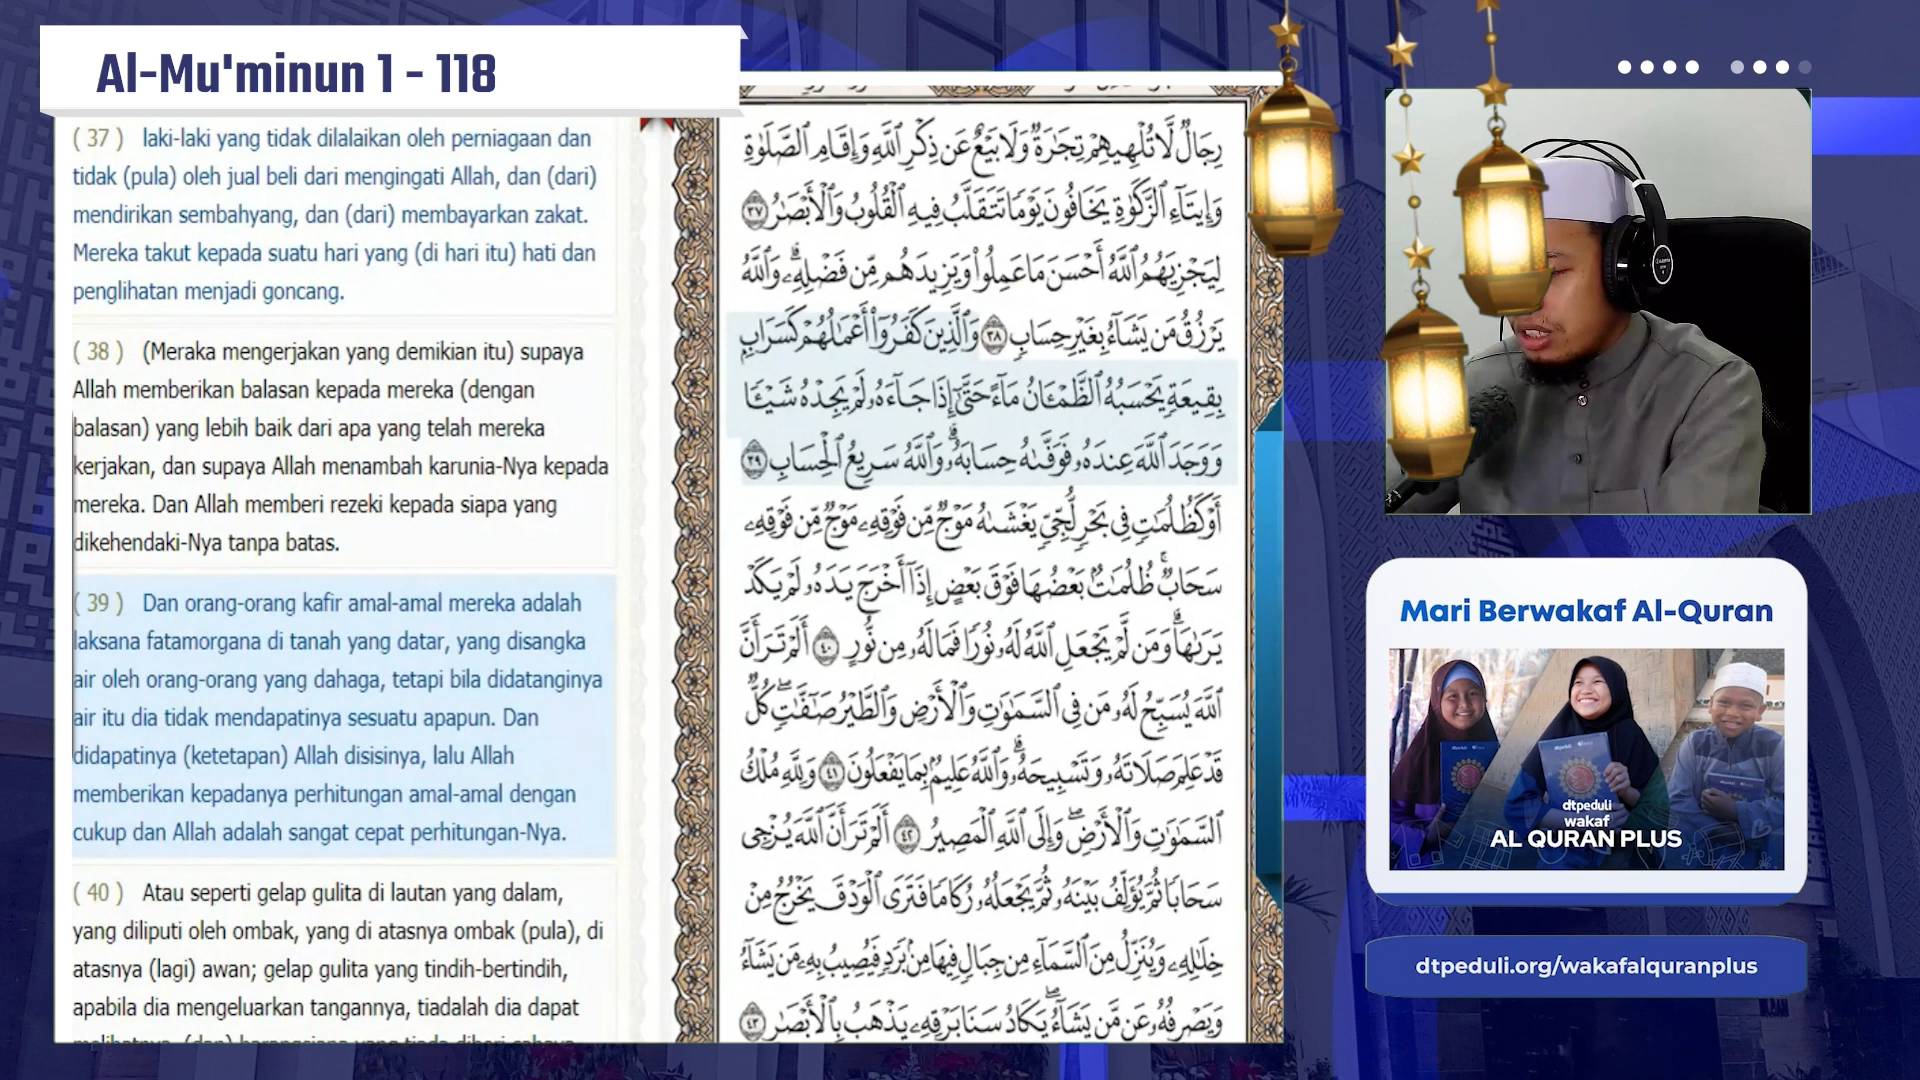 Al-Mu'minun 1 - 118
( 37 ) laki-laki yang tidak dilalaikan oleh perniagaan dan
tidak (pula) oleh jual beli dari mengingati Allah, dan (dari)
mendirikan sembahyang, dan (dari) membayarkan zakat.
Mereka takut kepada suatu hari yang (di hari itu) hati dan
penglihatan menjadi goncang.
( 38 ) (Meraka mengerjakan yang demikian itu) supaya
Allah memberikan balasan kepada mereka (dengan
balasan) yang lebih baik dari apa yang telah mereka
kerjakan, dan supaya Allah menambah karunia-Nya kepada
mereka. Dan Allah memberi rezeki kepada siapa yang
dikehendaki-Nya tanpa batas.
( 39 ) Dan orang-orang kafir amal-amal mereka adalah
laksana fatamorgana di tanah yang datar, yang disangka
air oleh orang-orang yang dahaga, tetapi bila didatanginya
air itu dia tidak mendapatinya sesuatu apapun. Dan
didapatinya (ketetapan) Allah disisinya, lalu Allah
memberikan kepadanya perhitungan amal-amal dengan
cukup dan Allah adalah sangat cepat perhitungan-Nya.
( 40 ) Atau seperti gelap gulita di lautan yang dalam,
yang diliputi oleh ombak, yang di atasnya ombak (pula), di
atasnya (lagi) awan; gelap gulita yang tindih-bertindih,
apabila dia mengeluarkan tangannya, tiadalah dia dapat
رِجَالٌ لَّا تُلْهِيهِمْ تِجَٰرَةٌ وَلَا بَيْعٌ عَن ذِكْرِ ٱللَّهِ وَإِقَامِ ٱلصَّلَوٰةِ
وَإِيتَآءِ ٱلزَّكَوٰةِ يَخَافُونَ يَوْمًا تَتَقَلَّبُ فِيهِ ٱلْقُلُوبُ وَٱلْأَبْصَٰرُ ٣٧
لِيَجْزِيَهُمُ ٱللَّهُ أَحْسَنَ مَا عَمِلُوا۟ وَيَزِيدَهُم مِّن فَضْلِهِۦ ۗ وَٱللَّهُ
يَرْزُقُ مَن يَشَآءُ بِغَيْرِ حِسَابٍ ٣٨ وَٱلَّذِينَ كَفَرُوٓا۟ أَعْمَٰلُهُمْ كَسَرَابٍۭ
بِقِيعَةٍ يَحْسَبُهُ ٱلظَّمْـَٔانُ مَآءً حَتَّىٰٓ إِذَا جَآءَهُۥ لَمْ يَجِدْهُ شَيْـًٔا
وَوَجَدَ ٱللَّهَ عِندَهُۥ فَوَفَّىٰهُ حِسَابَهُۥ ۗ وَٱللَّهُ سَرِيعُ ٱلْحِسَابِ ٣٩
أَوْ كَظُلُمَٰتٍ فِى بَحْرٍ لُّجِّىٍّ يَغْشَىٰهُ مَوْجٌ مِّن فَوْقِهِۦ مَوْجٌ مِّن فَوْقِهِۦ
سَحَابٌ ۚ ظُلُمَٰتٌۢ بَعْضُهَا فَوْقَ بَعْضٍ إِذَآ أَخْرَجَ يَدَهُۥ لَمْ يَكَدْ
يَرَىٰهَا ۗ وَمَن لَّمْ يَجْعَلِ ٱللَّهُ لَهُۥ نُورًا فَمَا لَهُۥ مِن نُّورٍ ٤٠ أَلَمْ تَرَ أَنَّ
ٱللَّهَ يُسَبِّحُ لَهُۥ مَن فِى ٱلسَّمَٰوَٰتِ وَٱلْأَرْضِ وَٱلطَّيْرُ صَٰٓفَّٰتٍ ۖ كُلٌّ
قَدْ عَلِمَ صَلَاتَهُۥ وَتَسْبِيحَهُۥ ۗ وَٱللَّهُ عَلِيمٌۢ بِمَا يَفْعَلُونَ ٤١ وَلِلَّهِ مُلْكُ
ٱلسَّمَٰوَٰتِ وَٱلْأَرْضِ ۖ وَإِلَى ٱللَّهِ ٱلْمَصِيرُ ٤٢ أَلَمْ تَرَ أَنَّ ٱللَّهَ يُزْجِى
سَحَابًا ثُمَّ يُؤَلِّفُ بَيْنَهُۥ ثُمَّ يَجْعَلُهُۥ رُكَامًا فَتَرَى ٱلْوَدْقَ يَخْرُجُ مِنْ
خِلَٰلِهِۦ وَيُنَزِّلُ مِنَ ٱلسَّمَآءِ مِن جِبَالٍ فِيهَا مِنۢ بَرَدٍ فَيُصِيبُ بِهِۦ مَن يَشَآءُ
وَيَصْرِفُهُۥ عَن مَّن يَشَآءُ ۖ يَكَادُ سَنَا بَرْقِهِۦ يَذْهَبُ بِٱلْأَبْصَٰرِ ٤٣
Mari Berwakaf Al-Quran
dtpeduli
wakaf
AL QURAN PLUS
dtpeduli.org/wakafalquranplus